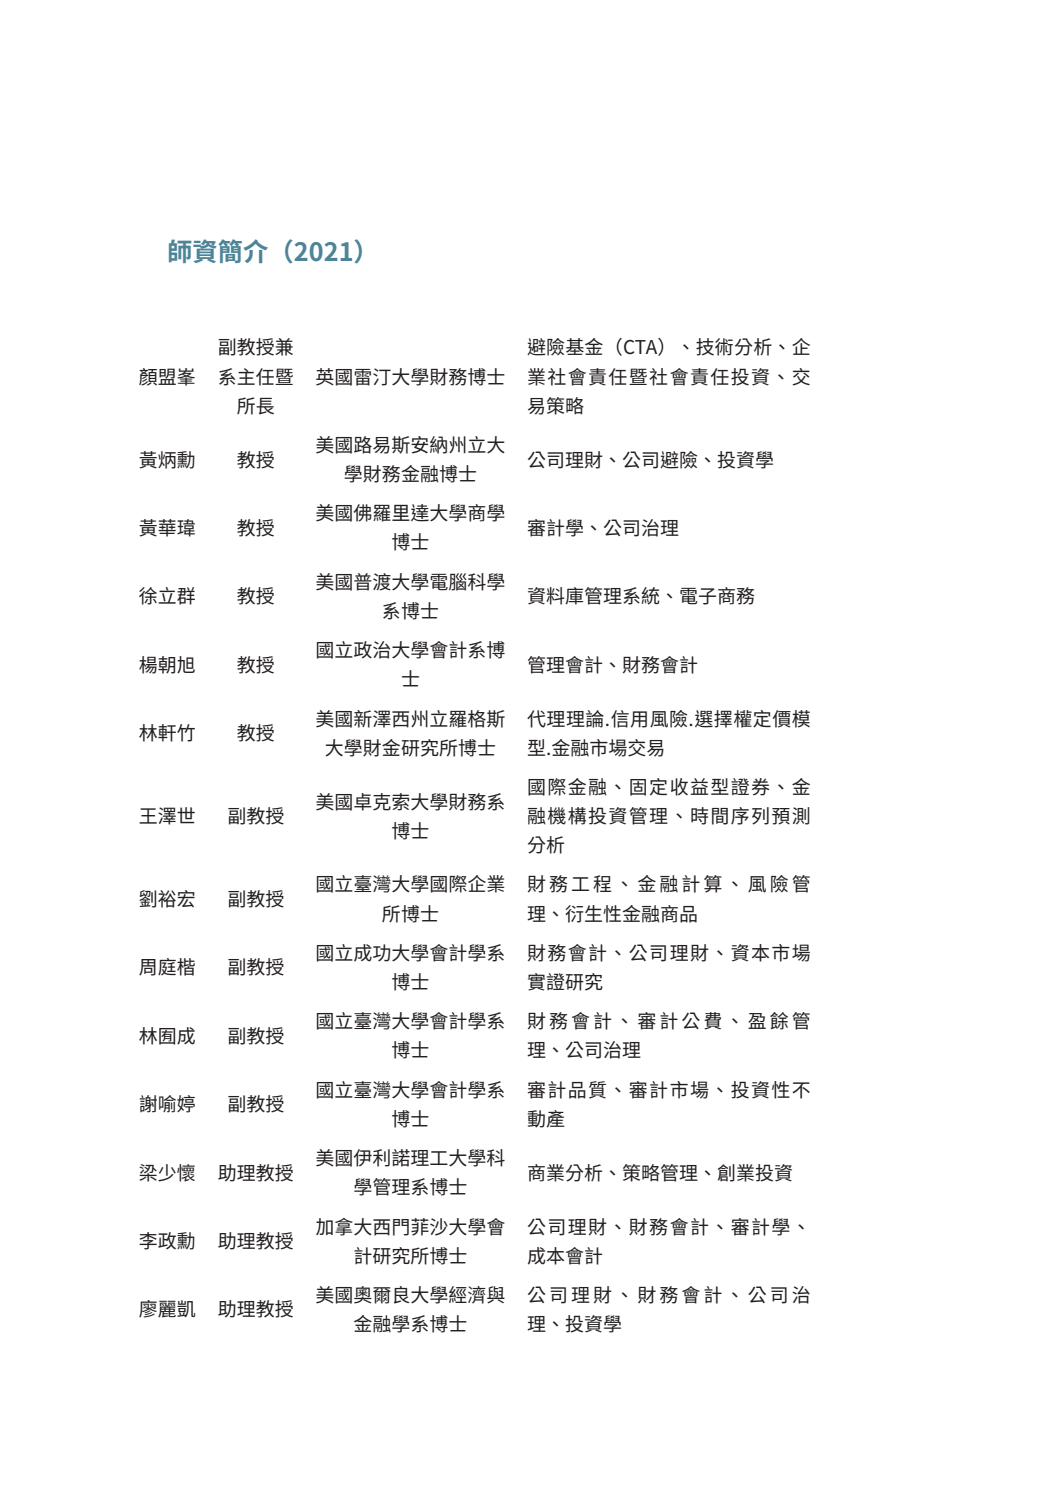 師資簡介（2021）
顏盟峯
副教授兼
系主任暨
所長
英國雷汀大學財務博士
避險基金（CTA）、技術分析、企
業社會責任暨社會責任投資、交
易策略
黃炳勳
教授
美國路易斯安納州立大
學財務金融博士
公司理財、公司避險、投資學
黃華瑋
教授
美國佛羅里達大學商學
博士
審計學、公司治理
徐立群
教授
美國普渡大學電腦科學
系博士
資料庫管理系統、電子商務
楊朝旭
教授
國立政治大學會計系博
士
管理會計、財務會計
林軒竹
教授
美國新澤西州立羅格斯
大學財金研究所博士
代理理論.信用風險.選擇權定價模
型.金融市場交易
王澤世
副教授
美國卓克索大學財務系
博士
國際金融、固定收益型證券、金
融機構投資管理、時間序列預測
分析
劉裕宏
副教授
國立臺灣大學國際企業
所博士
財務工程、金融計算、風險管
理、衍生性金融商品
周庭楷
副教授
國立成功大學會計學系
博士
財務會計、公司理財、資本市場
實證研究
林囿成
副教授
國立臺灣大學會計學系
博士
財務會計、審計公費、盈餘管
理、公司治理
謝喻婷
副教授
國立臺灣大學會計學系
博士
審計品質、審計市場、投資性不
動產
梁少懷
助理教授
美國伊利諾理工大學科
學管理系博士
商業分析、策略管理、創業投資
李政勳
助理教授
加拿大西門菲沙大學會
計研究所博士
公司理財、財務會計、審計學、
成本會計
廖麗凱
助理教授
美國奧爾良大學經濟與
金融學系博士
公司理財、財務會計、公司治
理、投資學